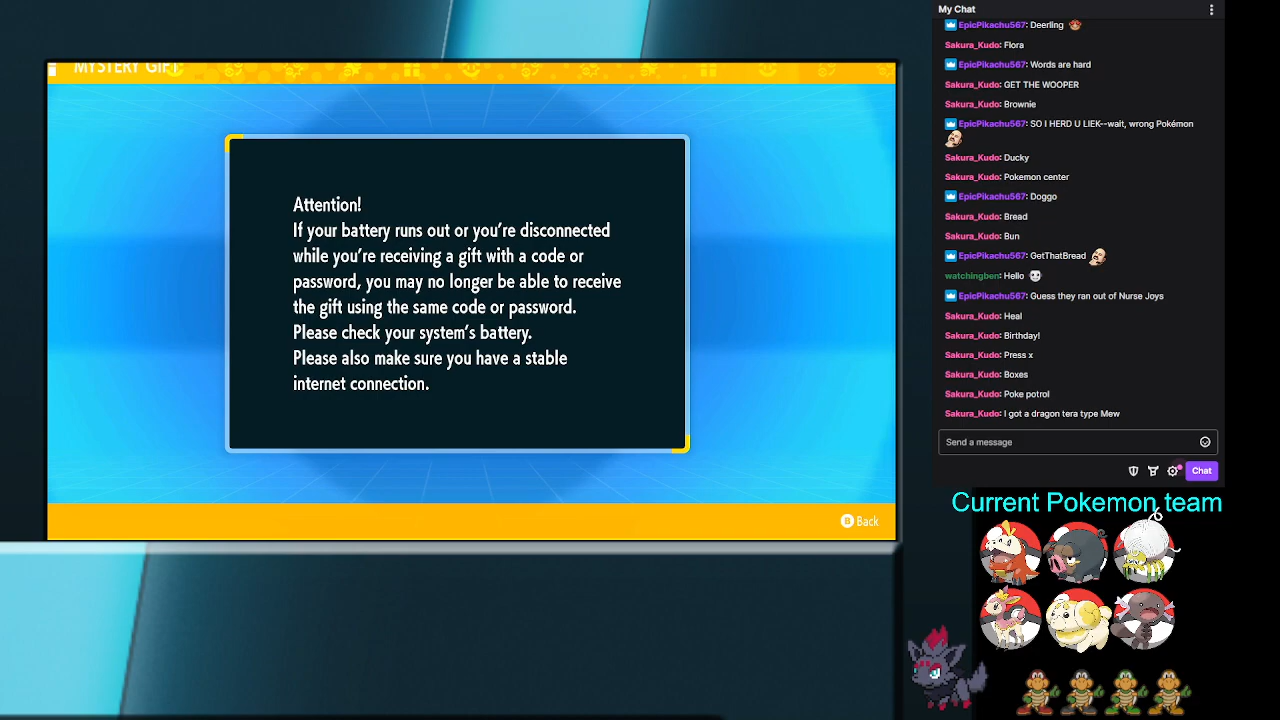 MYSTERY GIFT
Attention!
If your battery runs out or you're disconnected
while you're receiving a gift with a code or
password, you may no longer be able to receive
the gift using the same code or password.
Please check your system's battery.
Please also make sure you have a stable
internet connection.
B Back
My Chat
EpicPikachu567: Deerling
Sakura_Kudo: Flora
EpicPikachu567: Words are hard
Sakura_Kudo: GET THE WOOPER
Sakura_Kudo: Brownie
EpicPikachu567: SO I HERD U LIEK--wait, wrong Pokémon
Sakura_Kudo: Ducky
Sakura_Kudo: Pokemon center
EpicPikachu567: Doggo
Sakura_Kudo: Bread
Sakura_Kudo: Bun
EpicPikachu567: GetThatBread
watchingben: Hello
EpicPikachu567: Guess they ran out of Nurse Joys
Sakura_Kudo: Heal
Sakura_Kudo: Birthday!
Sakura_Kudo: Press x
Sakura_Kudo: Boxes
Sakura_Kudo: Poke potrol
Sakura_Kudo: I got a dragon tera type Mew
Send a message
Chat
Current Pokemon team